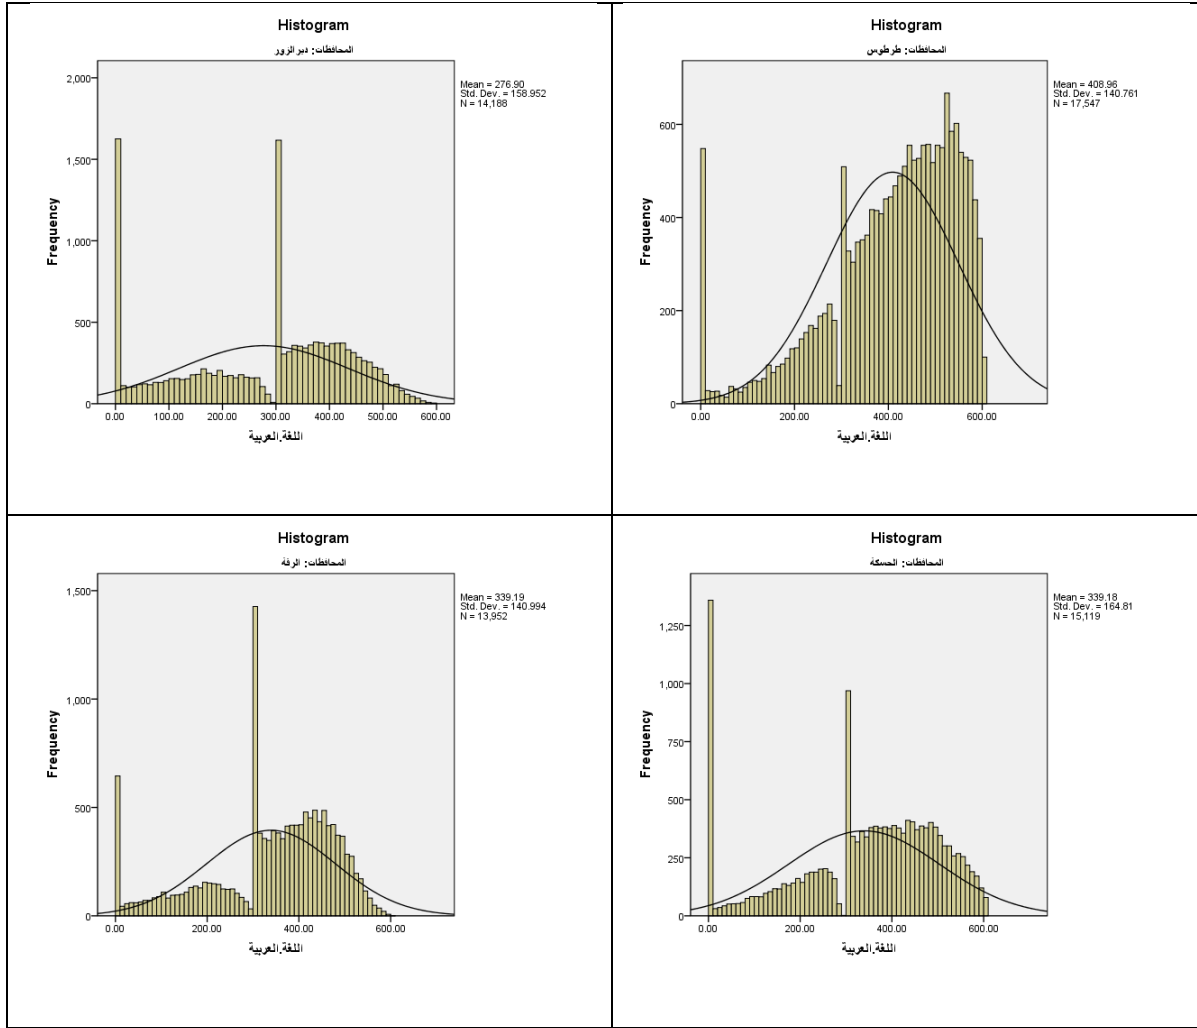 Histogram
المحافظات: دير الزور
Mean = 276.90
Std. Dev. = 158.952
N = 14,188
2,000
1,500
1,000
500
0
Frequency
0.00 100.00 200.00 300.00 400.00 500.00 600.00
اللغة.العربية
Histogram
المحافظات: طرطوس
Mean = 408.96
Std. Dev. = 140.761
N = 17,547
600
400
200
0
Frequency
0.00 200.00 400.00 600.00
اللغة.العربية
Histogram
المحافظات: الرقة
Mean = 339.19
Std. Dev. = 140.994
N = 13,952
1,500
1,000
500
0
Frequency
0.00 200.00 400.00 600.00
اللغة.العربية
Histogram
المحافظات: الحسكة
Mean = 339.18
Std. Dev. = 164.81
N = 15,119
1,250
1,000
750
500
250
0
Frequency
0.00 200.00 400.00 600.00
اللغة.العربية